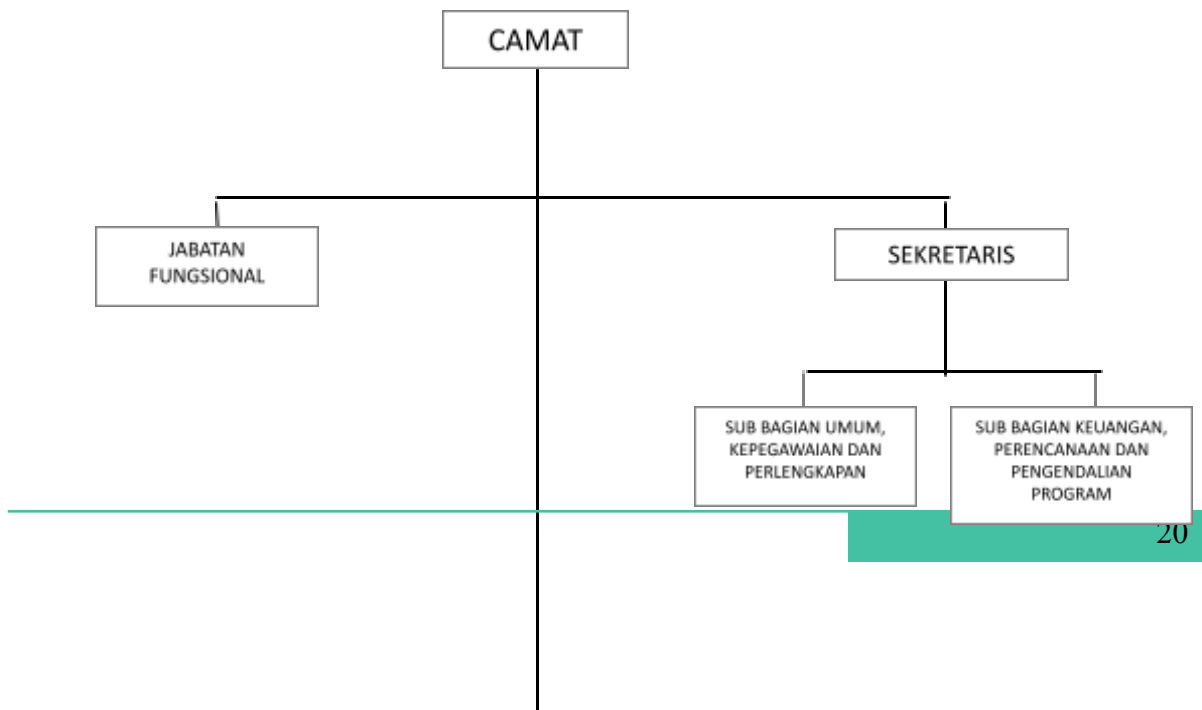 CAMAT
JABATAN
FUNGSIONAL
SEKRETARIS
SUB BAGIAN UMUM,
KEPEGAWAIAN DAN
PERLENGKAPAN
SUB BAGIAN KEUANGAN,
PERENCANAAN DAN
PENGENDALIAN
PROGRAM
20